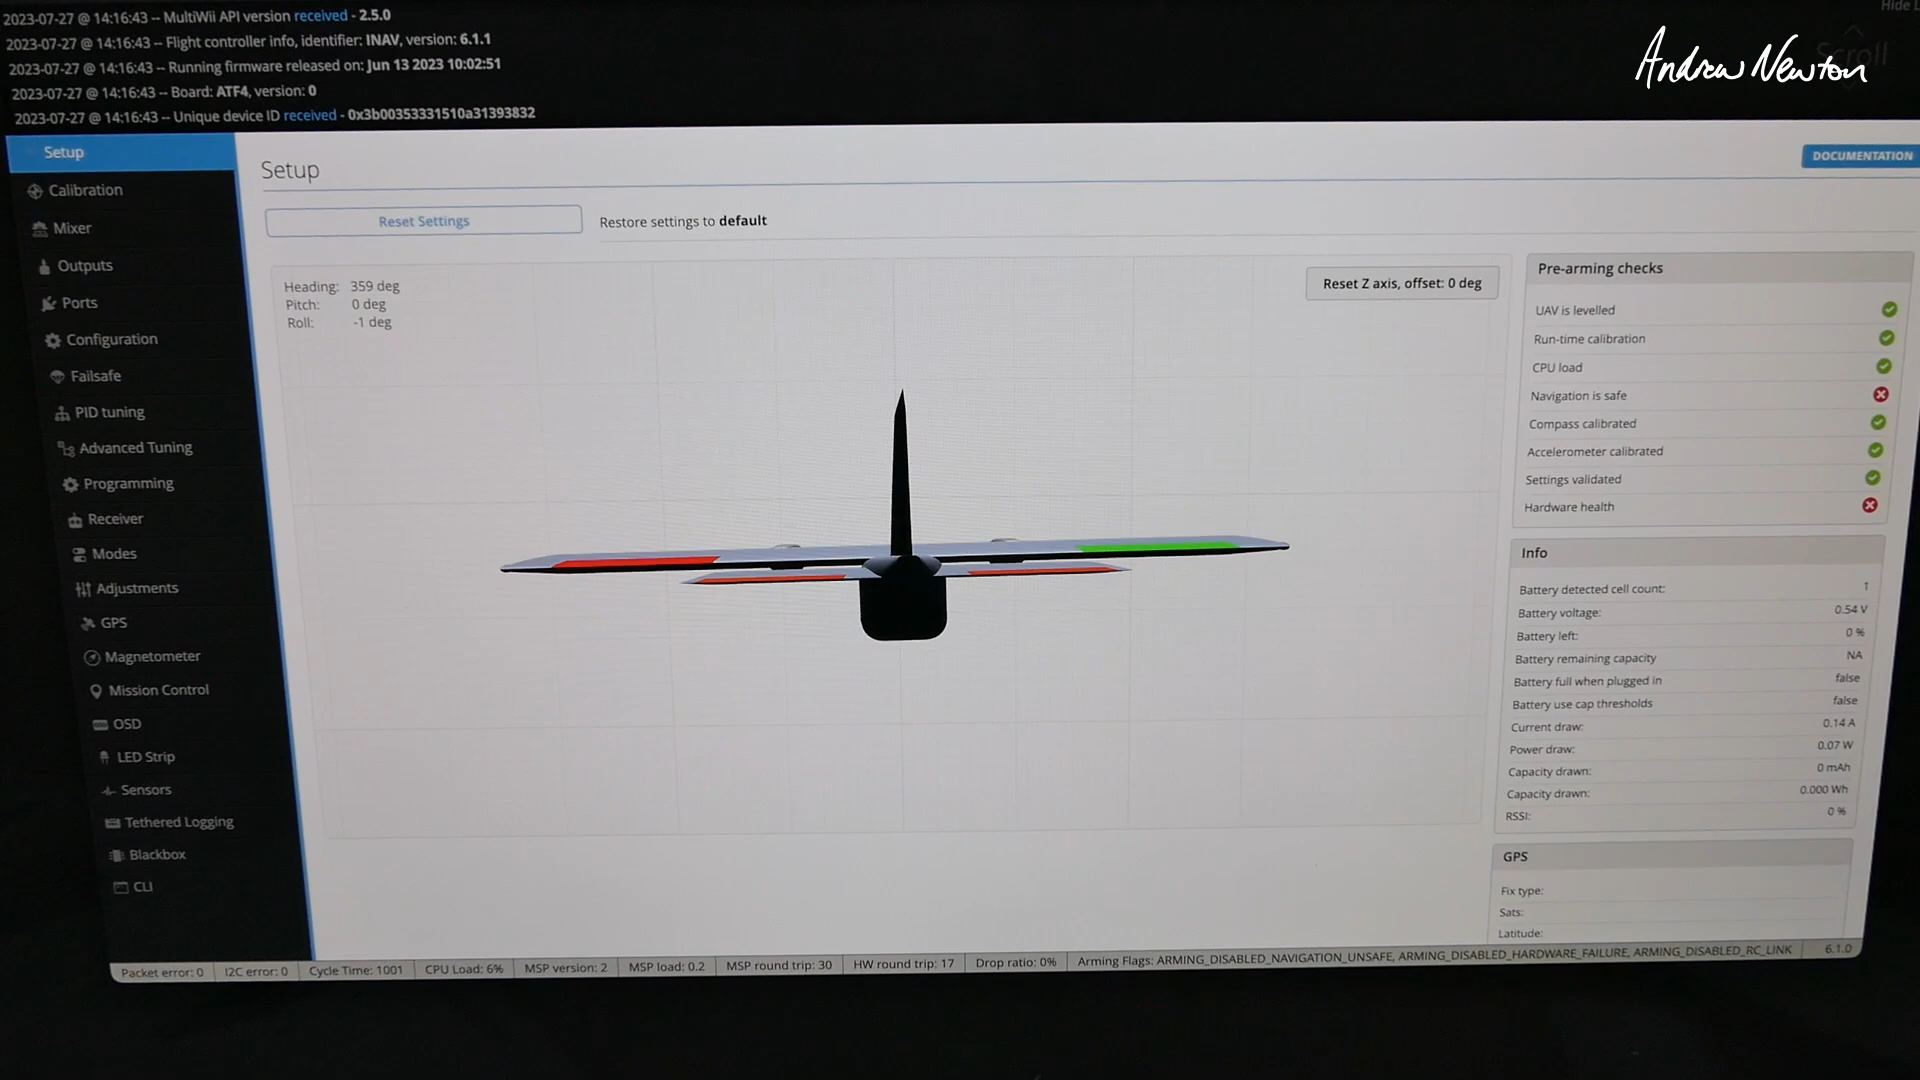 2023-07-27 @ 14:16:43 -- MultiWii API version received - 2.5.0
2023-07-27 @ 14:16:43 -- Flight controller info, identifier: INAV, version: 6.1.1
2023-07-27 @ 14:16:43 -- Running firmware released on: Jun 13 2023 10:02:51
2023-07-27 @ 14:16:43 -- Board: ATF4, version: 0
2023-07-27 @ 14:16:43 -- Unique device ID received - 0x3b00353331510a31393832
Hide
Scroll
Andrew Newton
Setup
Calibration
Mixer
Outputs
Ports
Configuration
Failsafe
PID tuning
Advanced Tuning
Programming
Receiver
Modes
Adjustments
GPS
Magnetometer
Mission Control
OSD
LED Strip
Sensors
Tethered Logging
Blackbox
CLI
Setup
DOCUMENTATION
Reset Settings
Restore settings to default
Heading: 359 deg
Pitch: 0 deg
Roll: -1 deg
Reset Z axis, offset: 0 deg
Pre-arming checks
UAV is levelled
Run-time calibration
CPU load
Navigation is safe
Compass calibrated
Accelerometer calibrated
Settings validated
Hardware health
Info
Battery detected cell count: 1
Battery voltage: 0.54 V
Battery left: 0 %
Battery remaining capacity NA
Battery full when plugged in false
Battery use cap thresholds false
Current draw: 0.14 A
Power draw: 0.07 W
Capacity drawn: 0 mAh
Capacity drawn: 0.000 Wh
RSSI: 0 %
GPS
Fix type:
Sats:
Latitude:
Packet error: 0
I2C error: 0
Cycle Time: 1001
CPU Load: 6%
MSP version: 2
MSP load: 0.2
MSP round trip: 30
HW round trip: 17
Drop ratio: 0%
Arming Flags: ARMING_DISABLED_NAVIGATION_UNSAFE, ARMING_DISABLED_HARDWARE_FAILURE, ARMING_DISABLED_RC_LINK
6.1.0